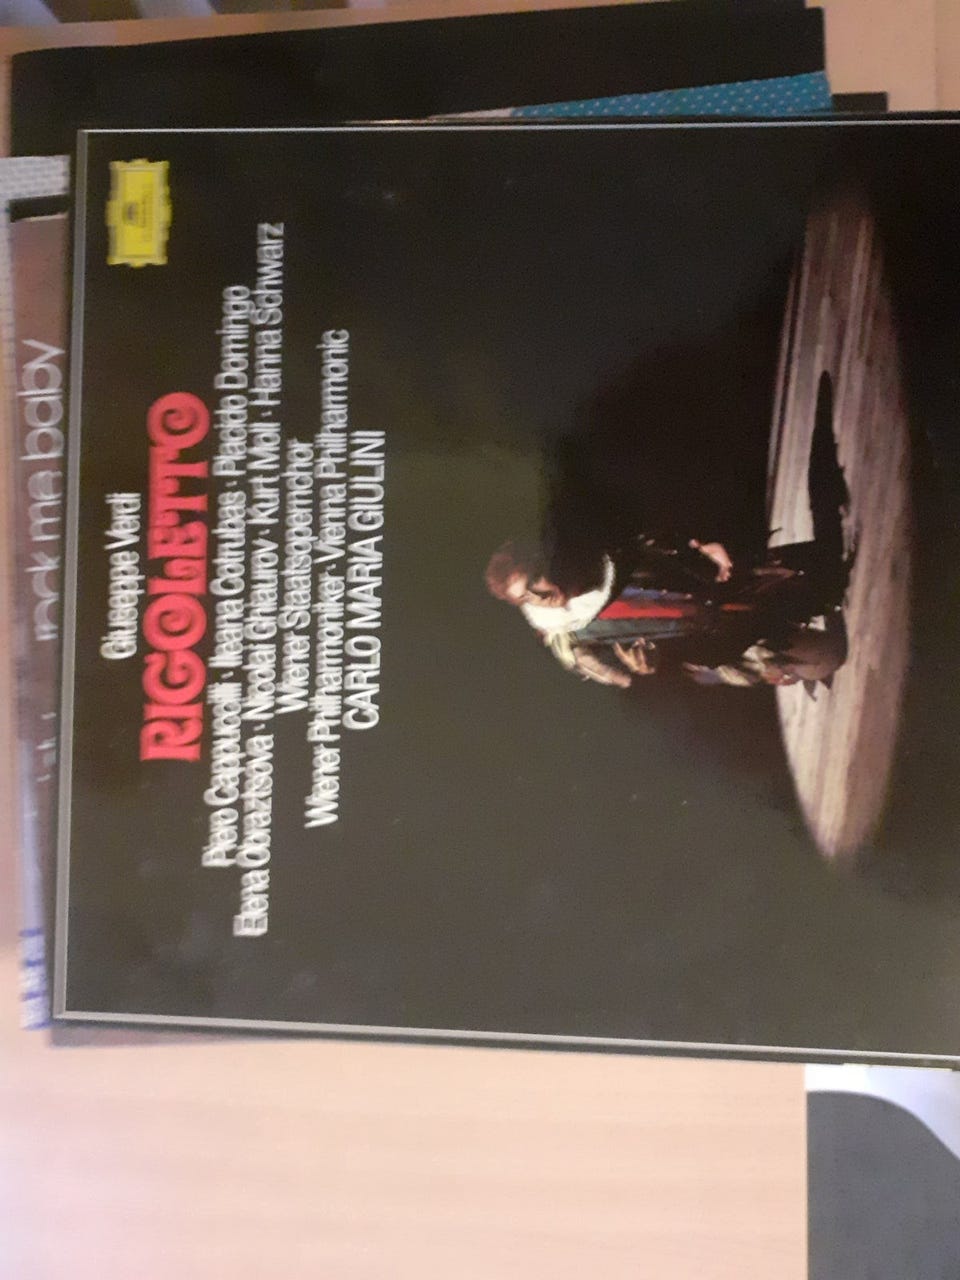 Giuseppe Verdi
RIGOLETTO
Piero Cappuccilli · Ileana Cotrubas · Placido Domingo
Elena Obraztsova · Nicolai Ghiaurov · Kurt Moll · Hanna Schwarz
Wiener Staatsopernchor
Wiener Philharmoniker · Vienna Philharmonic
CARLO MARIA GIULINI
rock me baby